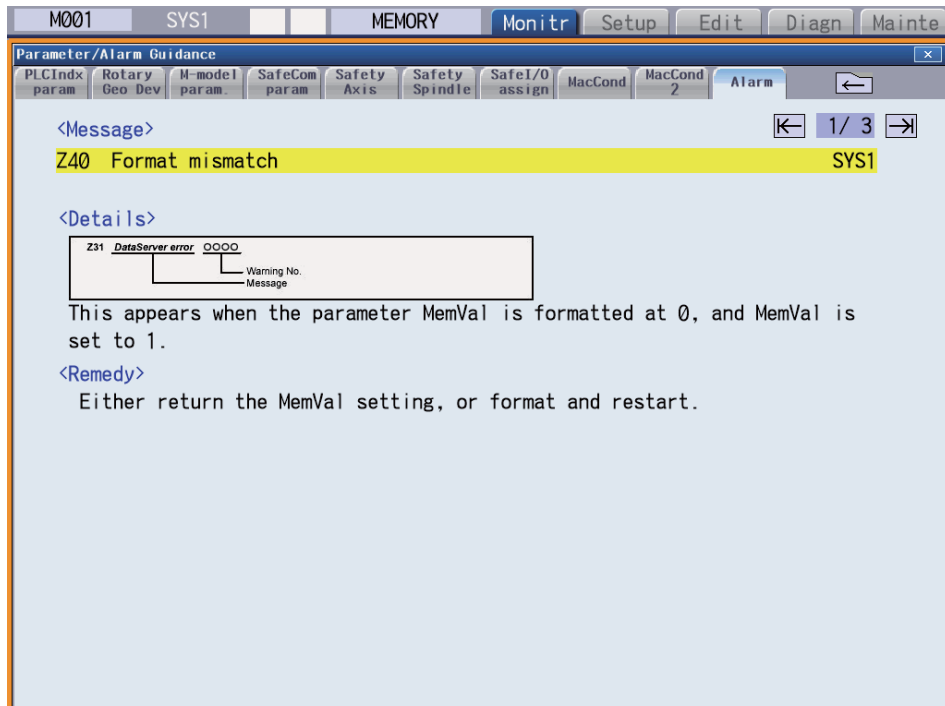 M001 SYS1 MEMORY Monitr Setup Edit Diagn Mainte
Parameter/Alarm Guidance
PLCIndx param Rotary Geo Dev M-model param. SafeCom param Safety Axis Safety Spindle SafeI/O assign MacCond MacCond 2 Alarm
<Message> 1/ 3
Z40 Format mismatch SYS1
<Details>
Z31 DataServer error OOOO
Warning No.
Message
This appears when the parameter MemVal is formatted at 0, and MemVal is
set to 1.
<Remedy>
Either return the MemVal setting, or format and restart.